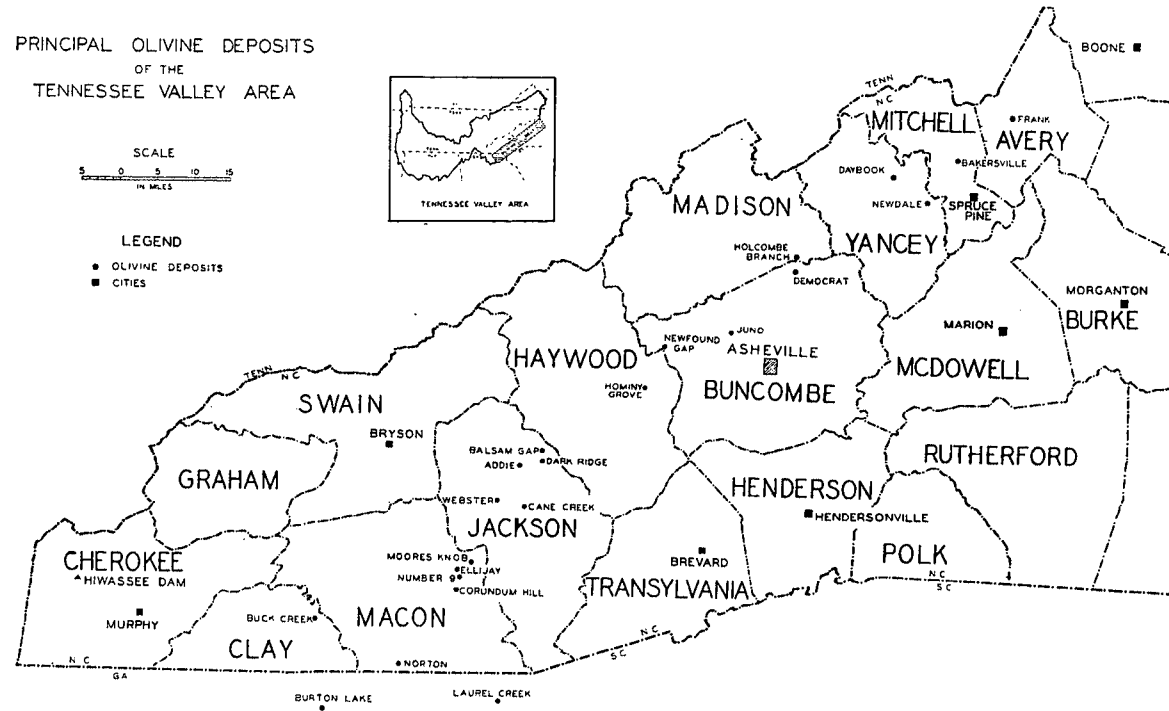 PRINCIPAL OLIVINE DEPOSITS
OF THE
TENNESSEE VALLEY AREA
SCALE
5 0 5 10 15
IN MILES
LEGEND
OLIVINE DEPOSITS
CITIES
TENNESSEE VALLEY AREA
BOONE
TENN
N C
MITCHELL
FRANK
AVERY
BAKERSVILLE
DAYBOOK
NEWDALE
SPRUCE
PINE
MADISON
YANCEY
HOLCOMBE
BRANCH
DEMOCRAT
MORGANTON
BURKE
MARION
MCDOWELL
JUNO
NEWFOUND
GAP
ASHEVILLE
HAYWOOD
HOMINY
GROVE
BUNCOMBE
TENN
N C
SWAIN
BRYSON
BALSAM GAP
DARK RIDGE
ADDIE
RUTHERFORD
GRAHAM
HENDERSON
WEBSTER
CANE CREEK
HENDERSONVILLE
JACKSON
CHEROKEE
HIWASSEE DAM
MOORES KNOB
ELLIJAY
NUMBER 9
CORUNDUM HILL
BREVARD
TRANSYLVANIA
POLK
N C
S C
MURPHY
BUCK CREEK
MACON
CLAY
N C
S C
N C
GA
NORTON
BURTON LAKE
LAUREL CREEK